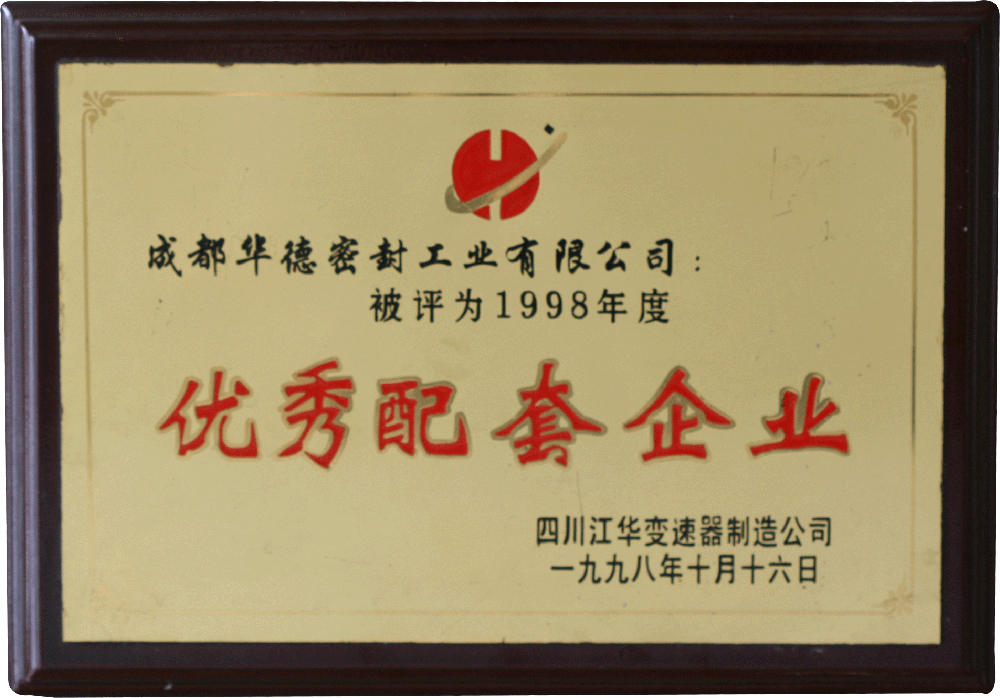 成都华德密封工业有限公司:
被评为1998年度
优秀配套企业
四川江华变速器制造公司
一九九八年十月十六日